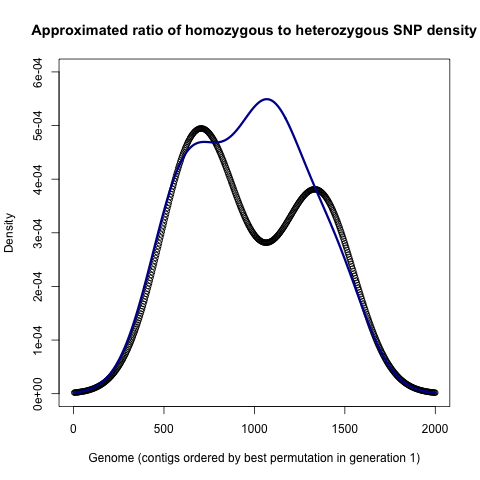 Approximated ratio of homozygous to heterozygous SNP density
6e-04
5e-04
4e-04
3e-04
2e-04
1e-04
0e+00
Density
0 500 1000 1500 2000
Genome (contigs ordered by best permutation in generation 1)